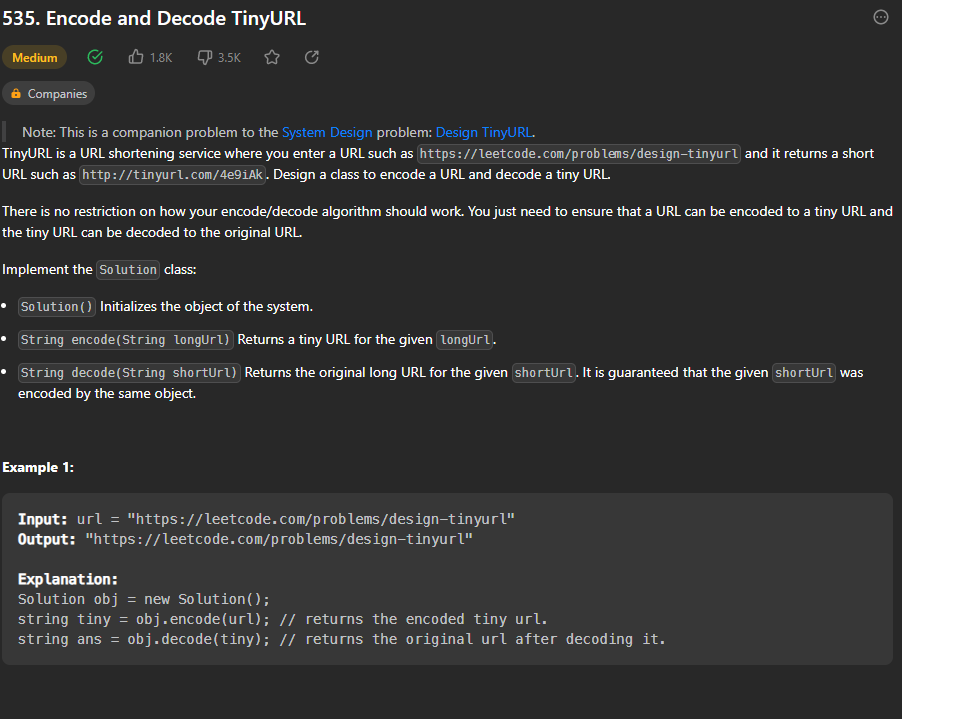 535. Encode and Decode TinyURL
Medium 1.8K 3.5K
Companies
Note: This is a companion problem to the System Design problem: Design TinyURL.
TinyURL is a URL shortening service where you enter a URL such as https://leetcode.com/problems/design-tinyurl and it returns a short
URL such as http://tinyurl.com/4e9iAk. Design a class to encode a URL and decode a tiny URL.
There is no restriction on how your encode/decode algorithm should work. You just need to ensure that a URL can be encoded to a tiny URL and
the tiny URL can be decoded to the original URL.
Implement the Solution class:
• Solution() Initializes the object of the system.
• String encode(String longUrl) Returns a tiny URL for the given longUrl.
• String decode(String shortUrl) Returns the original long URL for the given shortUrl. It is guaranteed that the given shortUrl was
encoded by the same object.
Example 1:
Input: url = "https://leetcode.com/problems/design-tinyurl"
Output: "https://leetcode.com/problems/design-tinyurl"
Explanation:
Solution obj = new Solution();
string tiny = obj.encode(url); // returns the encoded tiny url.
string ans = obj.decode(tiny); // returns the original url after decoding it.